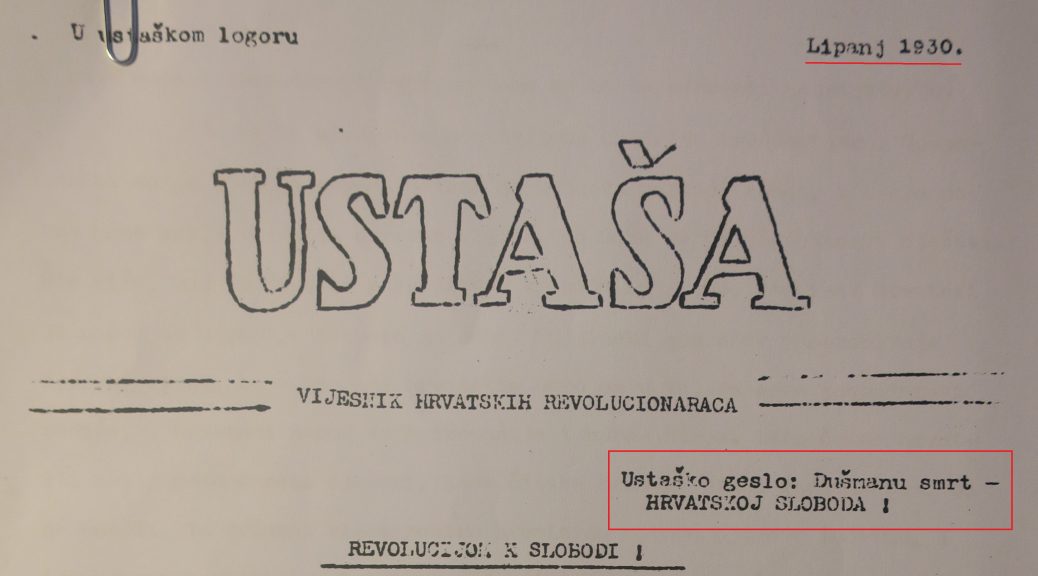 U ustaškom logoru
Lipanj 1930.
USTAŠA
VIJESNIK HRVATSKIH REVOLUCIONARACA
Ustaško geslo: Dušmanu smrt –
HRVATSKOJ SLOBODA !
REVOLUCIJOM K SLOBODI !